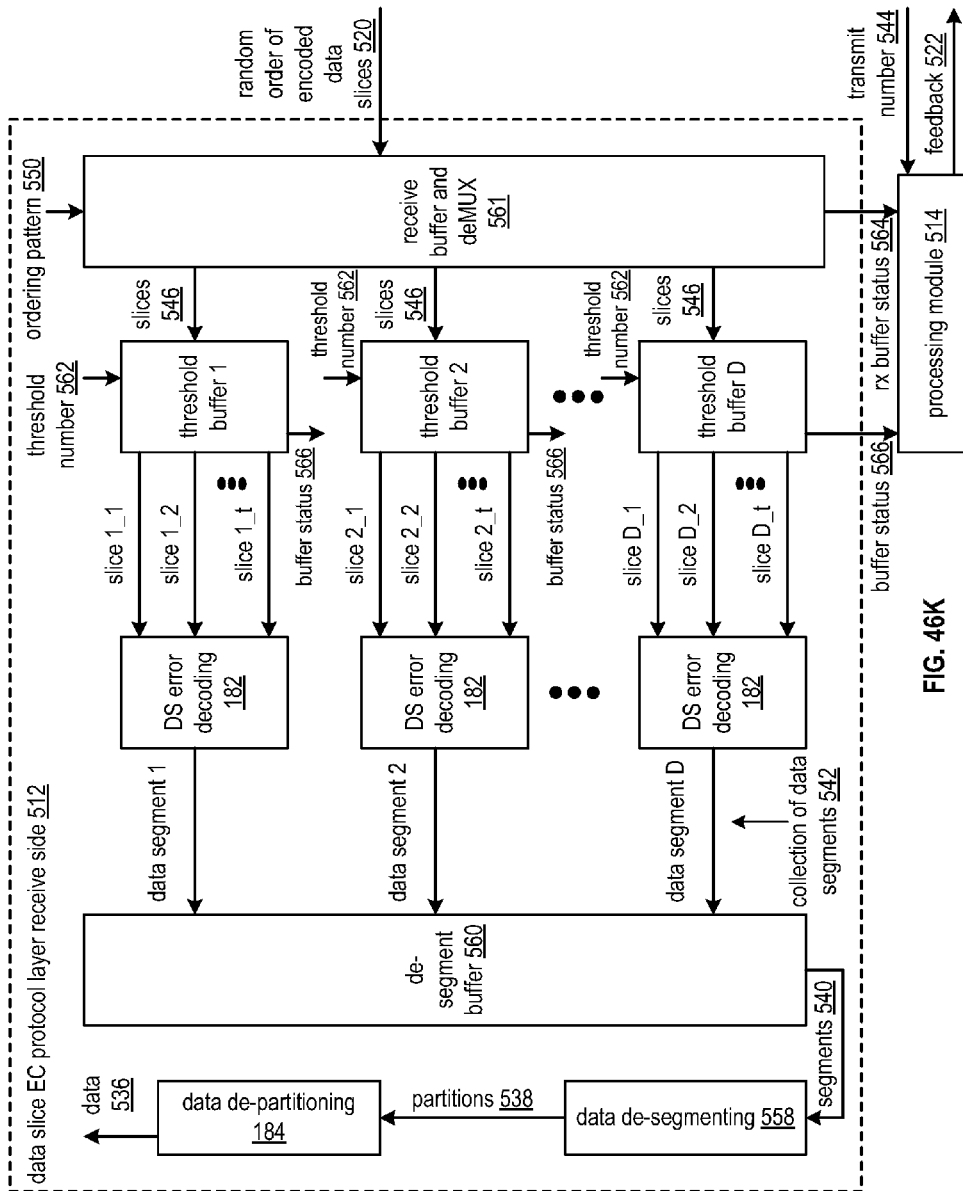 data slice EC protocol layer receive side 512
data
536
data de-partitioning
184
partitions 538
data de-segmenting 558
segments 540
de-
segment
buffer 560
data segment 1
data segment 2
data segment D
collection of data
segments 542
DS error
decoding
182
DS error
decoding
182
DS error
decoding
182
slice 1_1
slice 1_2
slice 1_t
buffer status 566
slice 2_1
slice 2_2
slice 2_t
buffer status 566
slice D_1
slice D_2
slice D_t
buffer status 566
threshold
number 562
threshold
buffer 1
threshold
number 562
threshold
buffer 2
threshold
number 562
threshold
buffer D
slices
546
slices
546
slices
546
ordering pattern 550
receive
buffer and
deMUX
561
random
order of
encoded
data
slices 520
rx buffer status 564
processing module 514
transmit
number 544
feedback 522
FIG. 46K